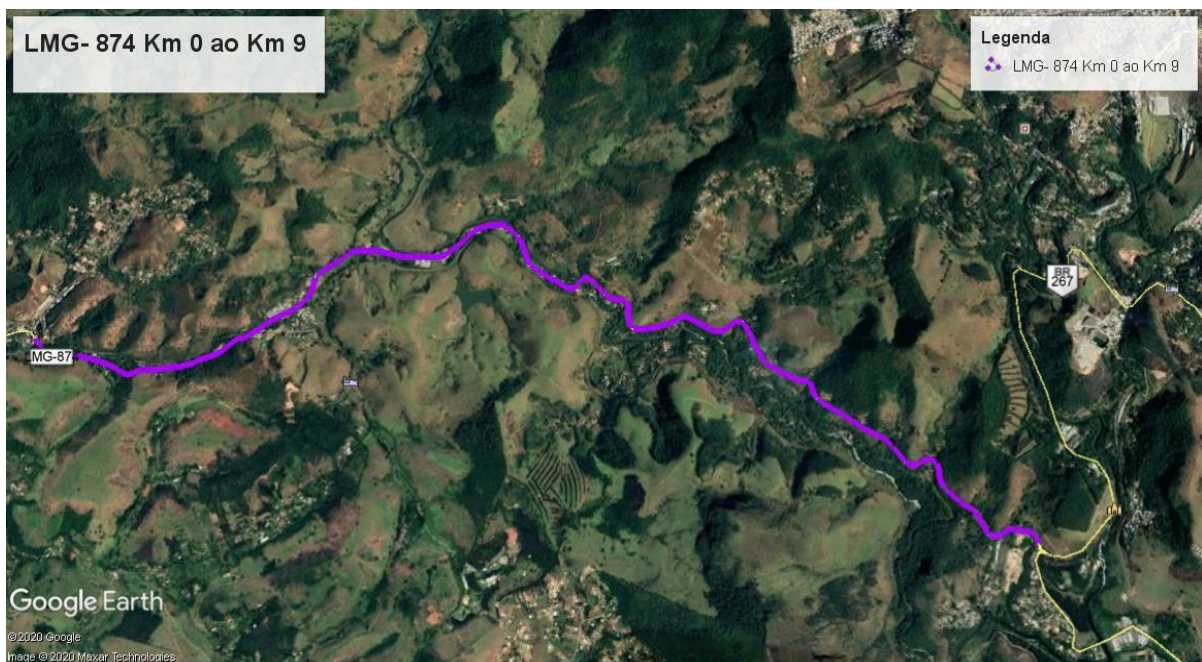 LMG- 874 Km 0 ao Km 9
Legenda
LMG- 874 Km 0 ao Km 9
BR
267
MG-87
Google Earth
©2020 Google
Image © 2020 Maxar Technologies